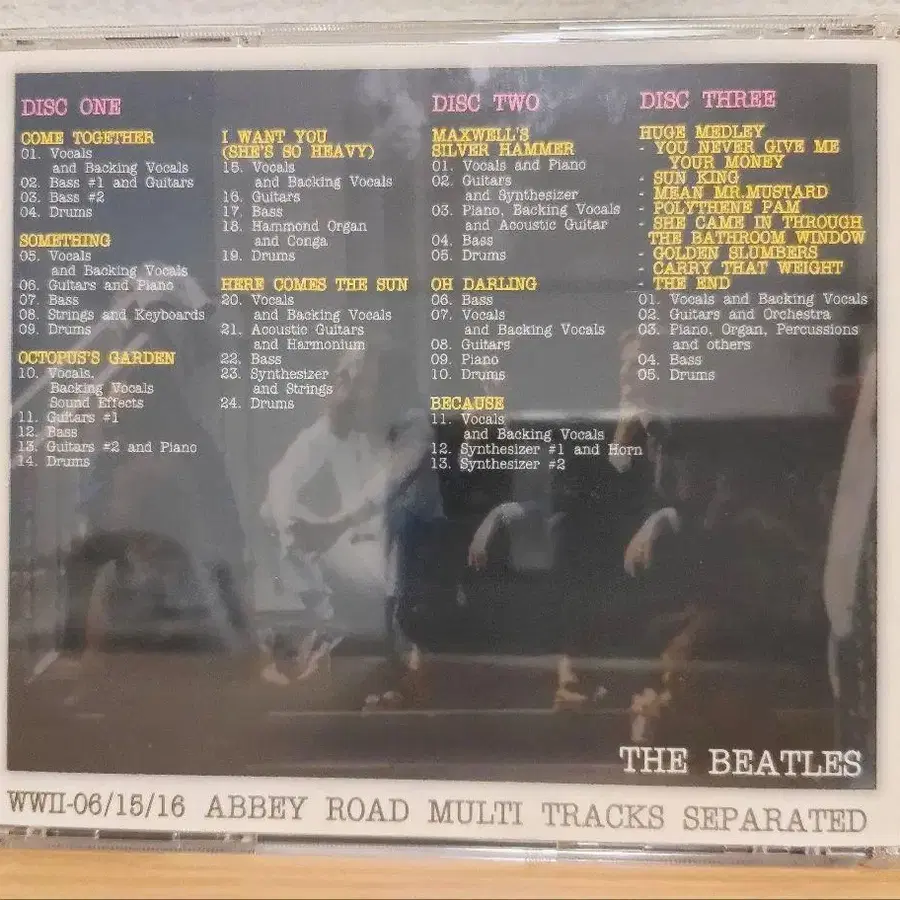 DISC ONE
COME TOGETHER
01. Vocals
and Backing Vocals
02. Bass #1 and Guitars
03. Bass #2
04. Drums
SOMETHING
05. Vocals
and Backing Vocals
06. Guitars and Piano
07. Bass
08. Strings and Keyboards
09. Drums
OCTOPUS'S GARDEN
10. Vocals,
Backing Vocals
Sound Effects
11. Guitars #1
12. Bass
13. Guitars #2 and Piano
14. Drums
I WANT YOU
(SHE'S SO HEAVY)
15. Vocals
and Backing Vocals
16. Guitars
17. Bass
18. Hammond Organ
and Conga
19. Drums
HERE COMES THE SUN
20. Vocals
and Backing Vocals
21. Acoustic Guitars
and Harmonium
22. Bass
23. Synthesizer
and Strings
24. Drums
DISC TWO
MAXWELL'S
SILVER HAMMER
01. Vocals and Piano
02. Guitars
and Synthesizer
03. Piano, Backing Vocals
and Acoustic Guitar
04. Bass
05. Drums
OH DARLING
06. Bass
07. Vocals
and Backing Vocals
08. Guitars
09. Piano
10. Drums
BECAUSE
11. Vocals
and Backing Vocals
12. Synthesizer #1 and Horn
13. Synthesizer #2
DISC THREE
HUGE MEDLEY
- YOU NEVER GIVE ME
YOUR MONEY
- SUN KING
- MEAN MR.MUSTARD
- POLYTHENE PAM
- SHE CAME IN THROUGH
THE BATHROOM WINDOW
- GOLDEN SLUMBERS
- CARRY THAT WEIGHT
- THE END
01. Vocals and Backing Vocals
02. Guitars and Orchestra
03. Piano, Organ, Percussions
and others
04. Bass
05. Drums
THE BEATLES
WWII-06/15/16 ABBEY ROAD MULTI TRACKS SEPARATED